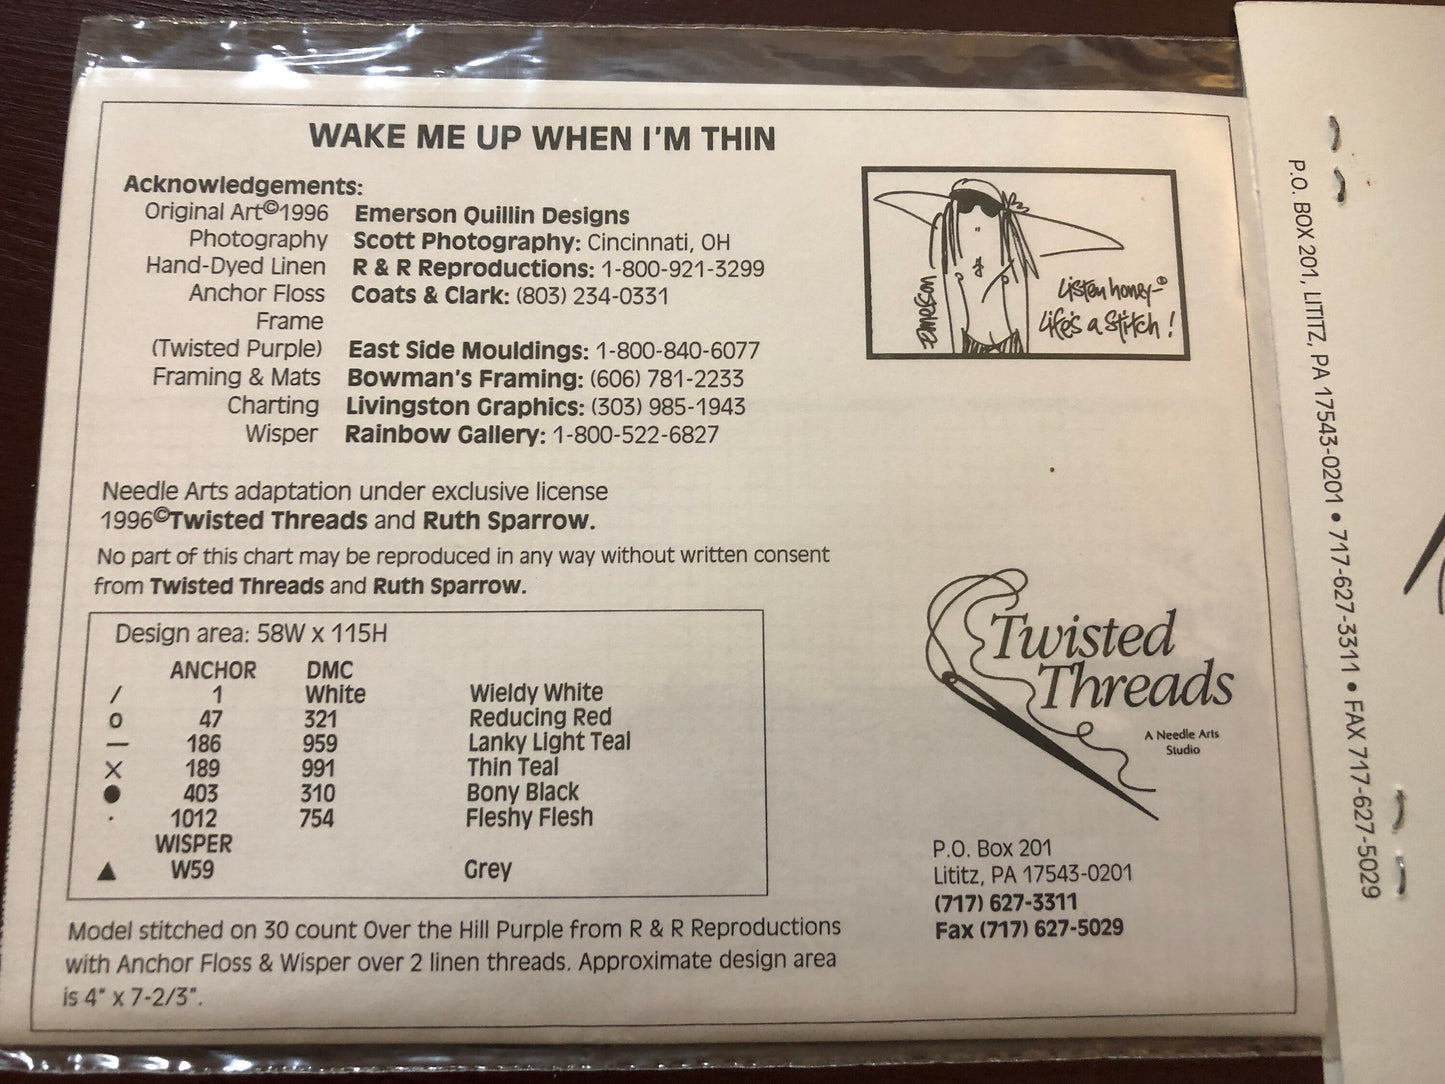 WAKE ME UP WHEN I'M THIN
Acknowledgements:
Original Art©1996 Emerson Quillin Designs
Photography Scott Photography: Cincinnati, OH
Hand-Dyed Linen R & R Reproductions: 1-800-921-3299
Anchor Floss Coats & Clark: (803) 234-0331
Frame
(Twisted Purple) East Side Mouldings: 1-800-840-6077
Framing & Mats Bowman's Framing: (606) 781-2233
Charting Livingston Graphics: (303) 985-1943
Wisper Rainbow Gallery: 1-800-522-6827
EMERSON
Listen honey-®
Life's a Stitch!
Needle Arts adaptation under exclusive license
1996©Twisted Threads and Ruth Sparrow.
No part of this chart may be reproduced in any way without written consent
from Twisted Threads and Ruth Sparrow.
Design area: 58W x 115H
ANCHOR DMC
/ 1 White Wieldy White
o 47 321 Reducing Red
— 186 959 Lanky Light Teal
X 189 991 Thin Teal
● 403 310 Bony Black
· 1012 754 Fleshy Flesh
WISPER
▲ W59 Grey
Model stitched on 30 count Over the Hill Purple from R & R Reproductions
with Anchor Floss & Wisper over 2 linen threads. Approximate design area
is 4" x 7-2/3".
Twisted
Threads
A Needle Arts
Studio
P.O. Box 201
Lititz, PA 17543-0201
(717) 627-3311
Fax (717) 627-5029
P.O. BOX 201, LITITZ, PA 17543-0201 • 717-627-3311 • FAX 717-627-5029